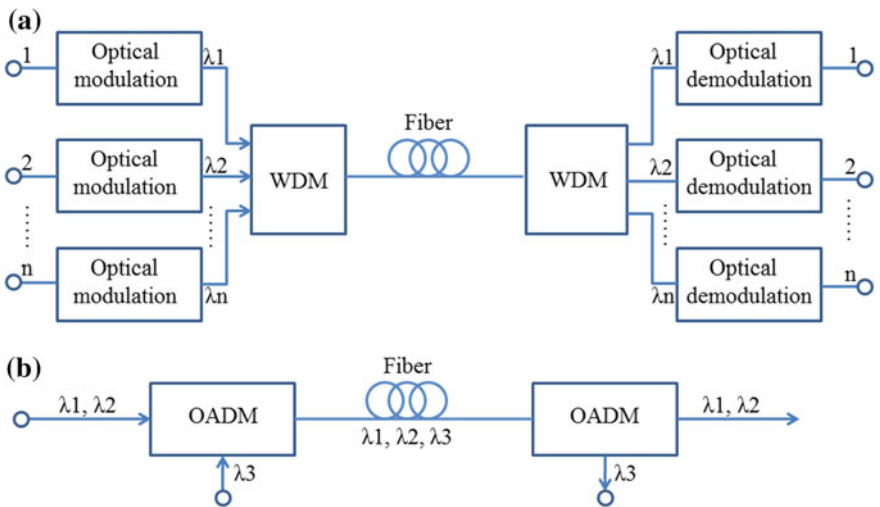 (a)
1
Optical
modulation
λ1
2
Optical
modulation
λ2
n
Optical
modulation
λn
WDM
Fiber
WDM
λ1
Optical
demodulation
1
λ2
Optical
demodulation
2
λn
Optical
demodulation
n
(b)
λ1, λ2
OADM
λ3
Fiber
λ1, λ2, λ3
OADM
λ3
λ1, λ2